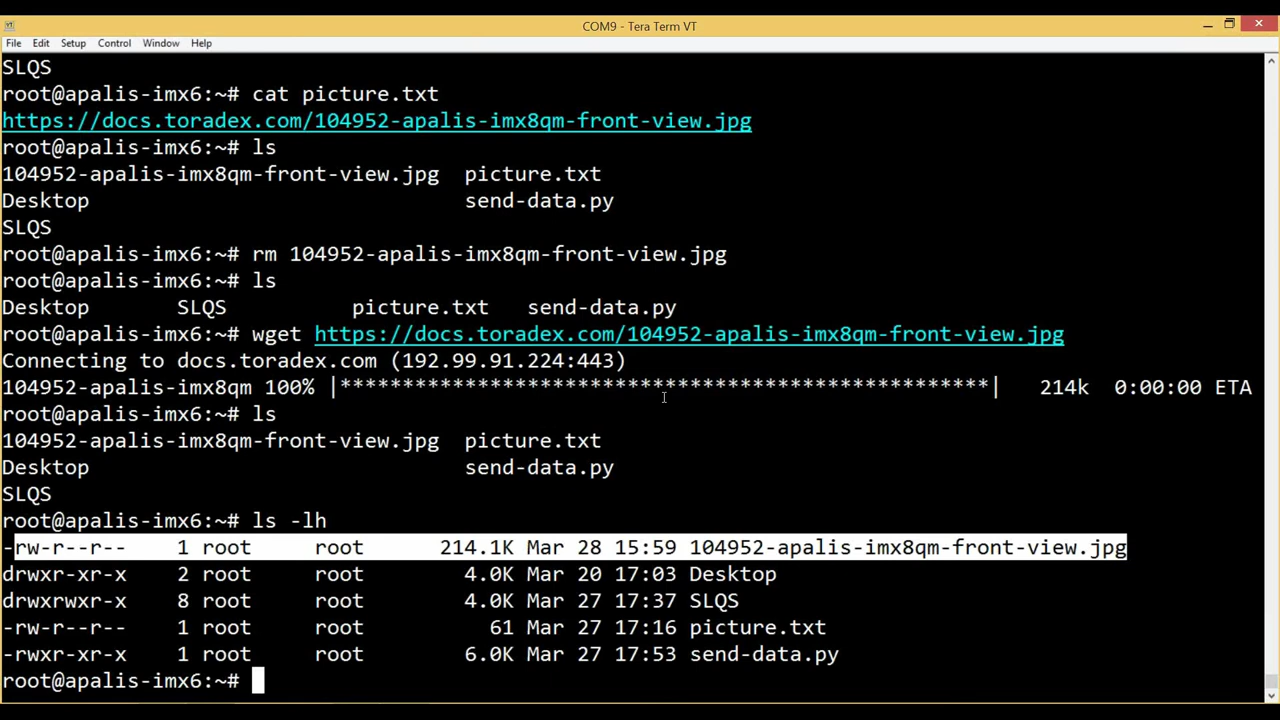 COM9 - Tera Term VT
File Edit Setup Control Window Help
SLQS
root@apalis-imx6:~# cat picture.txt
https://docs.toradex.com/104952-apalis-imx8qm-front-view.jpg
root@apalis-imx6:~# ls
104952-apalis-imx8qm-front-view.jpg  picture.txt
Desktop                              send-data.py
SLQS
root@apalis-imx6:~# rm 104952-apalis-imx8qm-front-view.jpg
root@apalis-imx6:~# ls
Desktop       SLQS          picture.txt   send-data.py
root@apalis-imx6:~# wget https://docs.toradex.com/104952-apalis-imx8qm-front-view.jpg
Connecting to docs.toradex.com (192.99.91.224:443)
104952-apalis-imx8qm 100% |****************************************************|   214k  0:00:00 ETA
root@apalis-imx6:~# ls
104952-apalis-imx8qm-front-view.jpg  picture.txt
Desktop                              send-data.py
SLQS
root@apalis-imx6:~# ls -lh
-rw-r--r--    1 root     root      214.1K Mar 28 15:59 104952-apalis-imx8qm-front-view.jpg
drwxr-xr-x    2 root     root        4.0K Mar 20 17:03 Desktop
drwxrwxr-x    8 root     root        4.0K Mar 27 17:37 SLQS
-rw-r--r--    1 root     root          61 Mar 27 17:16 picture.txt
-rwxr-xr-x    1 root     root        6.0K Mar 27 17:53 send-data.py
root@apalis-imx6:~#